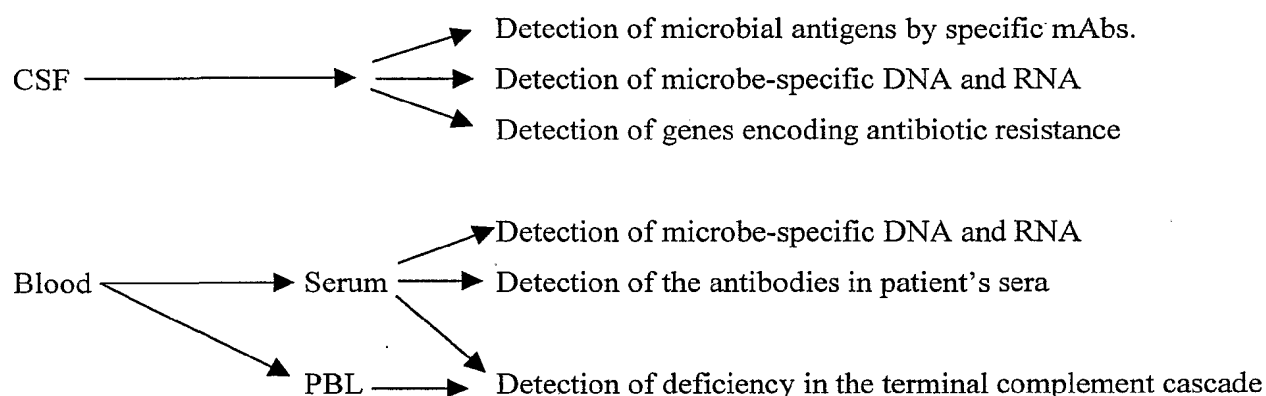 Detection of microbial antigens by specific mAbs.
CSF
Detection of microbe-specific DNA and RNA
Detection of genes encoding antibiotic resistance
Detection of microbe-specific DNA and RNA
Blood
Serum
Detection of the antibodies in patient's sera
PBL
Detection of deficiency in the terminal complement cascade